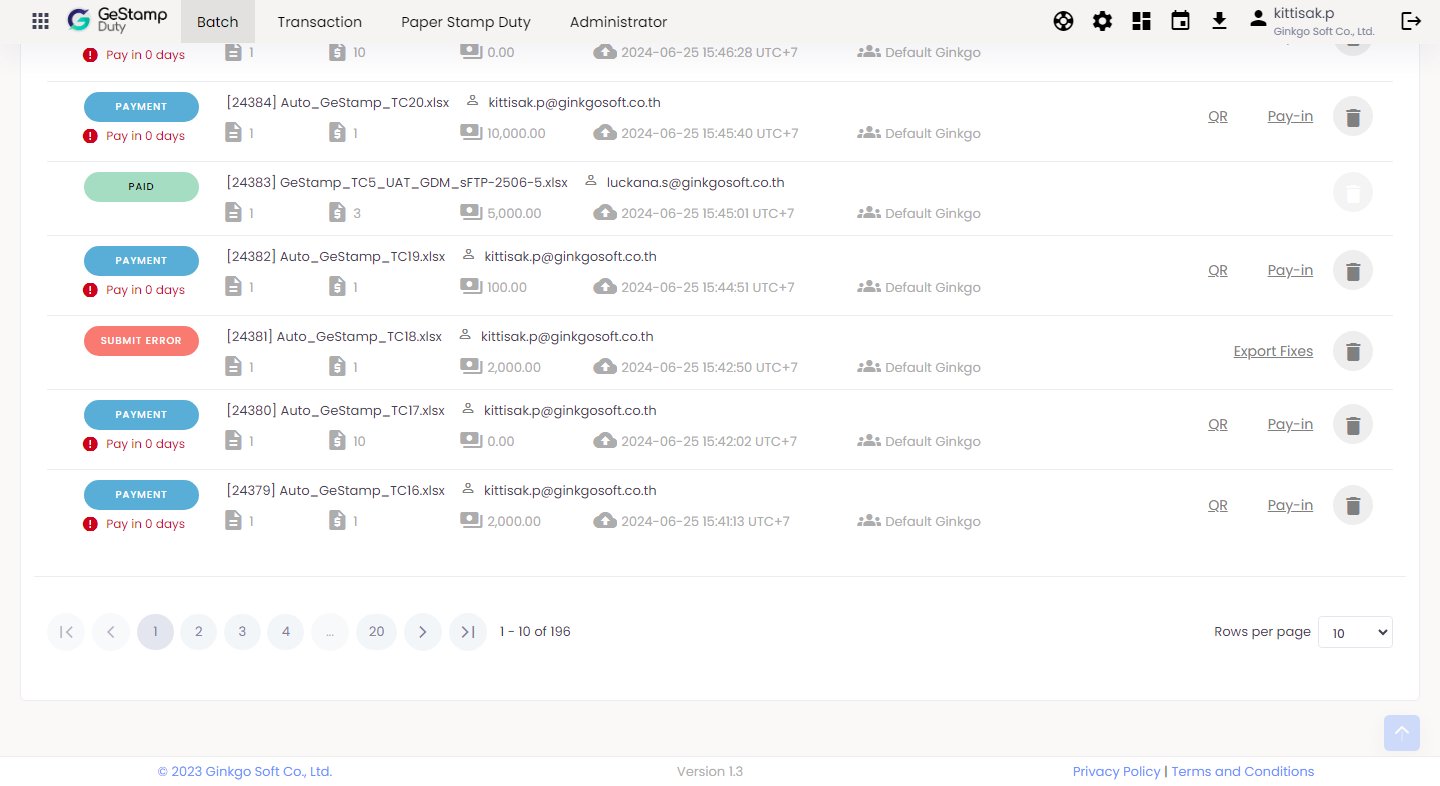 GeStamp
Duty
Batch
Transaction
Paper Stamp Duty
Administrator
kittisak.p
Ginkgo Soft Co., Ltd.
Pay in 0 days
1
10
0.00
2024-06-25 15:46:28 UTC+7
Default Ginkgo
PAYMENT
[24384] Auto_GeStamp_TC20.xlsx
kittisak.p@ginkgosoft.co.th
QR
Pay-in
Pay in 0 days
1
1
10,000.00
2024-06-25 15:45:40 UTC+7
Default Ginkgo
PAID
[24383] GeStamp_TC5_UAT_GDM_sFTP-2506-5.xlsx
luckana.s@ginkgosoft.co.th
1
3
5,000.00
2024-06-25 15:45:01 UTC+7
Default Ginkgo
PAYMENT
[24382] Auto_GeStamp_TC19.xlsx
kittisak.p@ginkgosoft.co.th
QR
Pay-in
Pay in 0 days
1
1
100.00
2024-06-25 15:44:51 UTC+7
Default Ginkgo
SUBMIT ERROR
[24381] Auto_GeStamp_TC18.xlsx
kittisak.p@ginkgosoft.co.th
Export Fixes
1
1
2,000.00
2024-06-25 15:42:50 UTC+7
Default Ginkgo
PAYMENT
[24380] Auto_GeStamp_TC17.xlsx
kittisak.p@ginkgosoft.co.th
QR
Pay-in
Pay in 0 days
1
10
0.00
2024-06-25 15:42:02 UTC+7
Default Ginkgo
PAYMENT
[24379] Auto_GeStamp_TC16.xlsx
kittisak.p@ginkgosoft.co.th
QR
Pay-in
Pay in 0 days
1
1
2,000.00
2024-06-25 15:41:13 UTC+7
Default Ginkgo
1
2
3
4
...
20
1 - 10 of 196
Rows per page
10
© 2023 Ginkgo Soft Co., Ltd.
Version 1.3
Privacy Policy | Terms and Conditions